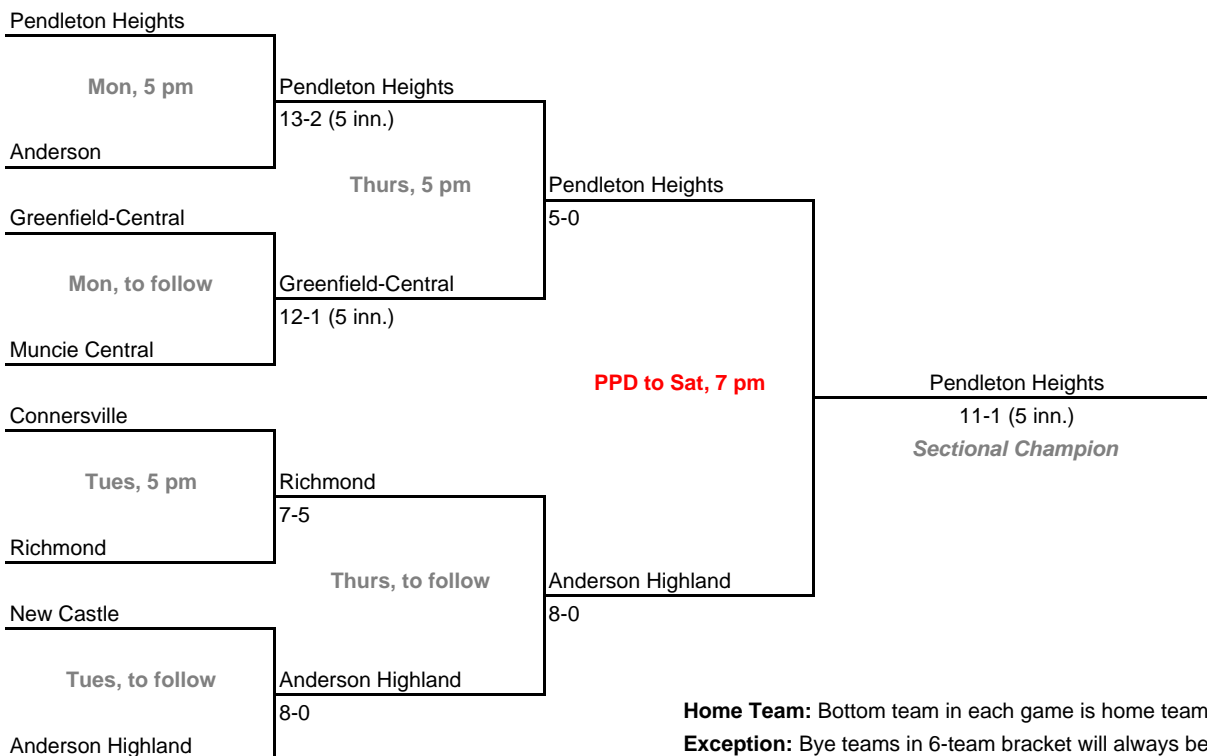 Pendleton Heights
Mon, 5 pm
Pendleton Heights
13-2 (5 inn.)
Anderson
Thurs, 5 pm
Pendleton Heights
5-0
Greenfield-Central
Mon, to follow
Greenfield-Central
12-1 (5 inn.)
Muncie Central
PPD to Sat, 7 pm
Pendleton Heights
11-1 (5 inn.)
Sectional Champion
Connersville
Tues, 5 pm
Richmond
7-5
Richmond
Thurs, to follow
Anderson Highland
8-0
New Castle
Tues, to follow
Anderson Highland
8-0
Anderson Highland
Home Team: Bottom team in each game is home team
Exception: Bye teams in 6-team bracket will always be